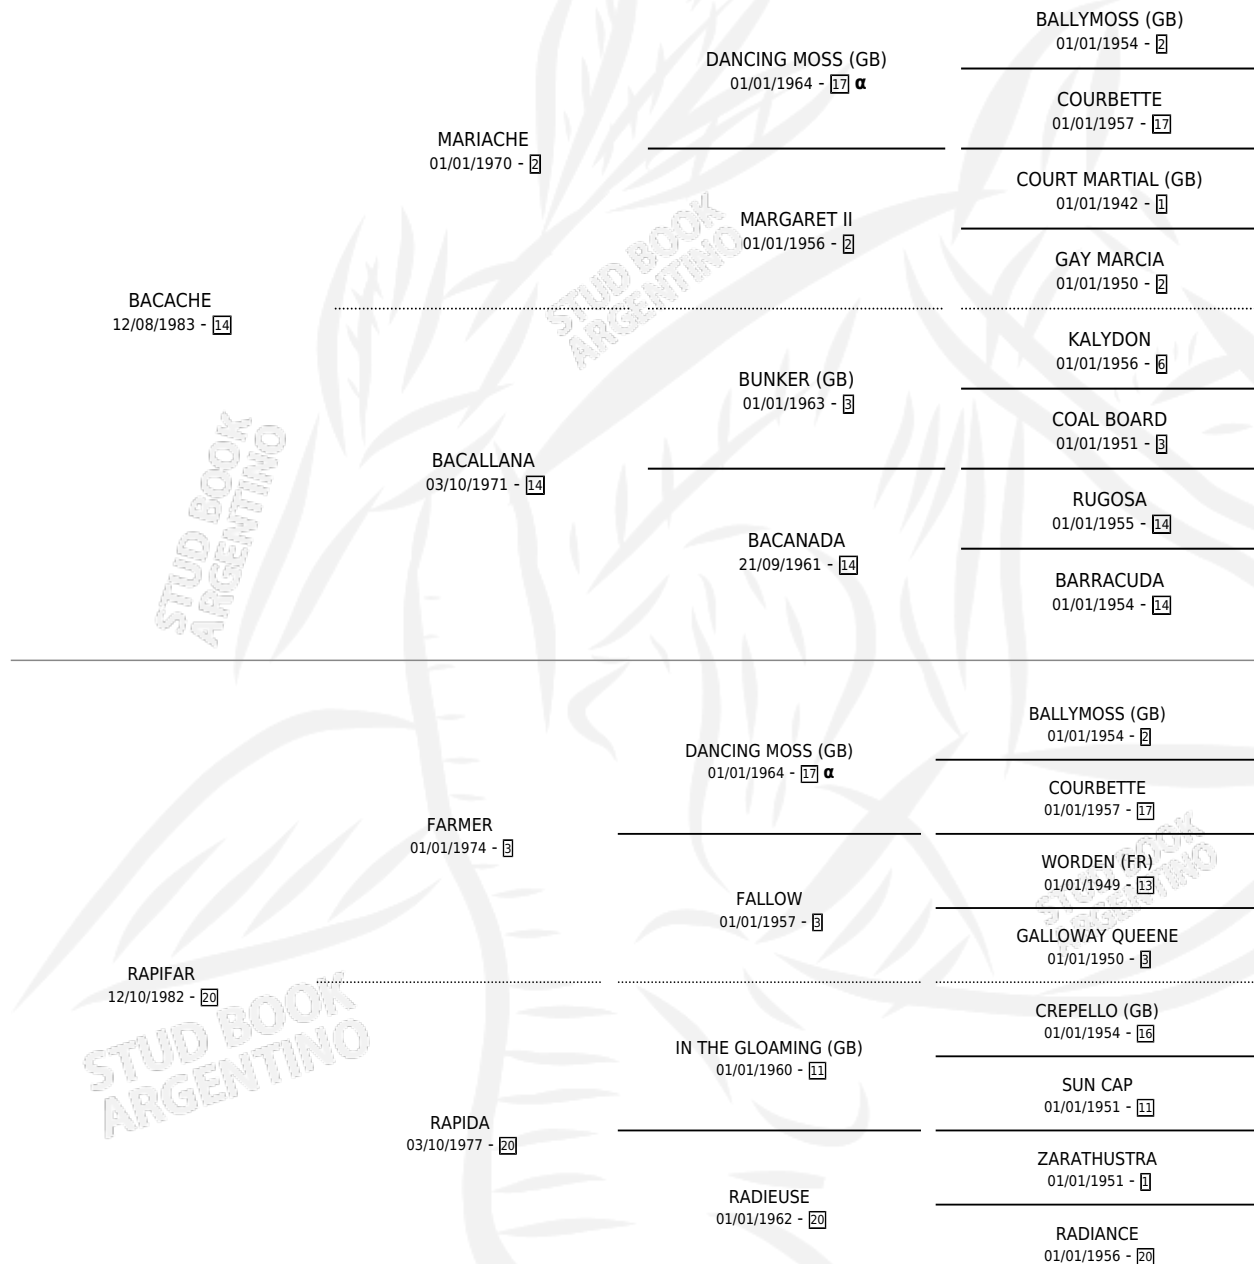 BALLYMOSS (GB)
01/01/1954 - 2
DANCING MOSS (GB)
01/01/1964 - 17 α
COURBETTE
01/01/1957 - 17
MARIACHE
01/01/1970 - 2
COURT MARTIAL (GB)
01/01/1942 - 1
MARGARET II
01/01/1956 - 2
GAY MARCIA
01/01/1950 - 2
BACACHE
12/08/1983 - 14
KALYDON
01/01/1956 - 6
BUNKER (GB)
01/01/1963 - 3
COAL BOARD
01/01/1951 - 3
BACALLANA
03/10/1971 - 14
RUGOSA
01/01/1955 - 14
BACANADA
21/09/1961 - 14
BARRACUDA
01/01/1954 - 14
STUD BOOK
ARGENTINO
STUD BOOK
ARGENTINO
BALLYMOSS (GB)
01/01/1954 - 2
DANCING MOSS (GB)
01/01/1964 - 17 α
COURBETTE
01/01/1957 - 17
FARMER
01/01/1974 - 3
WORDEN (FR)
01/01/1949 - 13
FALLOW
01/01/1957 - 3
GALLOWAY QUEENE
01/01/1950 - 3
RAPIFAR
12/10/1982 - 20
CREPELLO (GB)
01/01/1954 - 16
IN THE GLOAMING (GB)
01/01/1960 - 11
SUN CAP
01/01/1951 - 11
RAPIDA
03/10/1977 - 20
ZARATHUSTRA
01/01/1951 - 1
RADIEUSE
01/01/1962 - 20
RADIANCE
01/01/1956 - 20
STUD BOOK
ARGENTINO
STUD BOOK
ARGENTINO